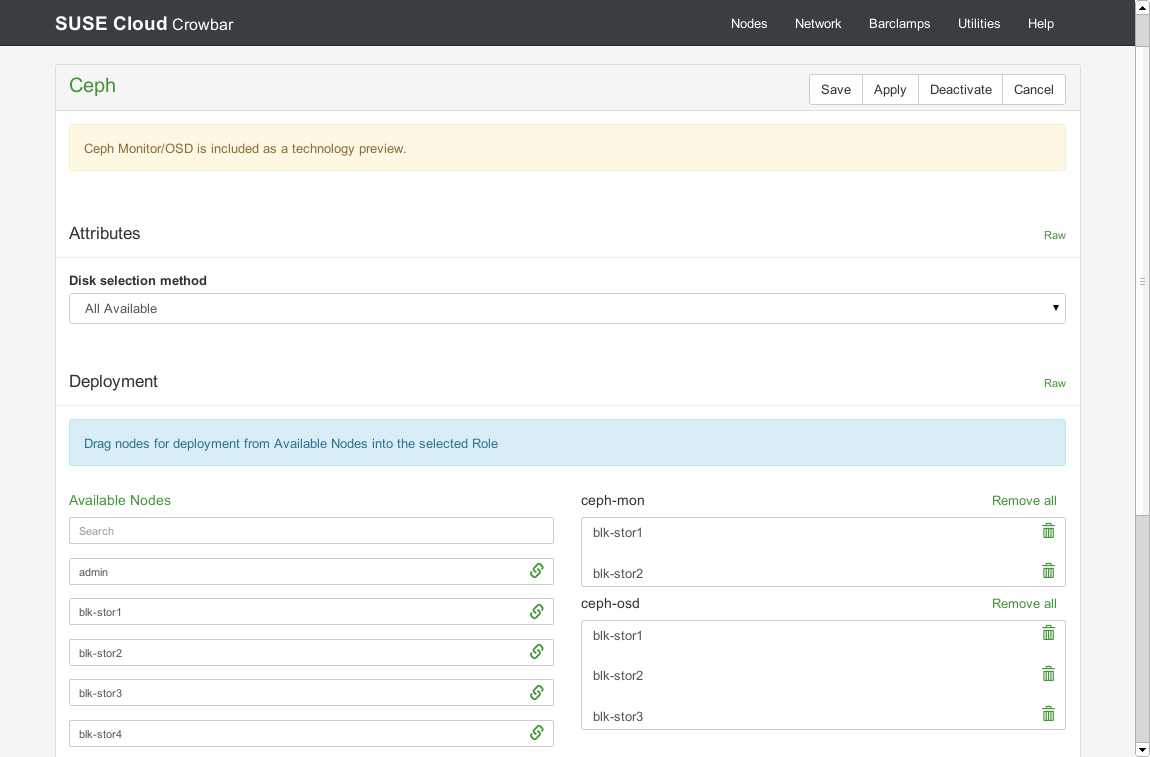 SUSE Cloud Crowbar
Nodes Network Barclamps Utilities Help
Ceph
Save Apply Deactivate Cancel
Ceph Monitor/OSD is included as a technology preview.
Attributes
Raw
Disk selection method
All Available
Deployment
Raw
Drag nodes for deployment from Available Nodes into the selected Role
Available Nodes
Search
admin
blk-stor1
blk-stor2
blk-stor3
blk-stor4
ceph-mon
Remove all
blk-stor1
blk-stor2
ceph-osd
Remove all
blk-stor1
blk-stor2
blk-stor3